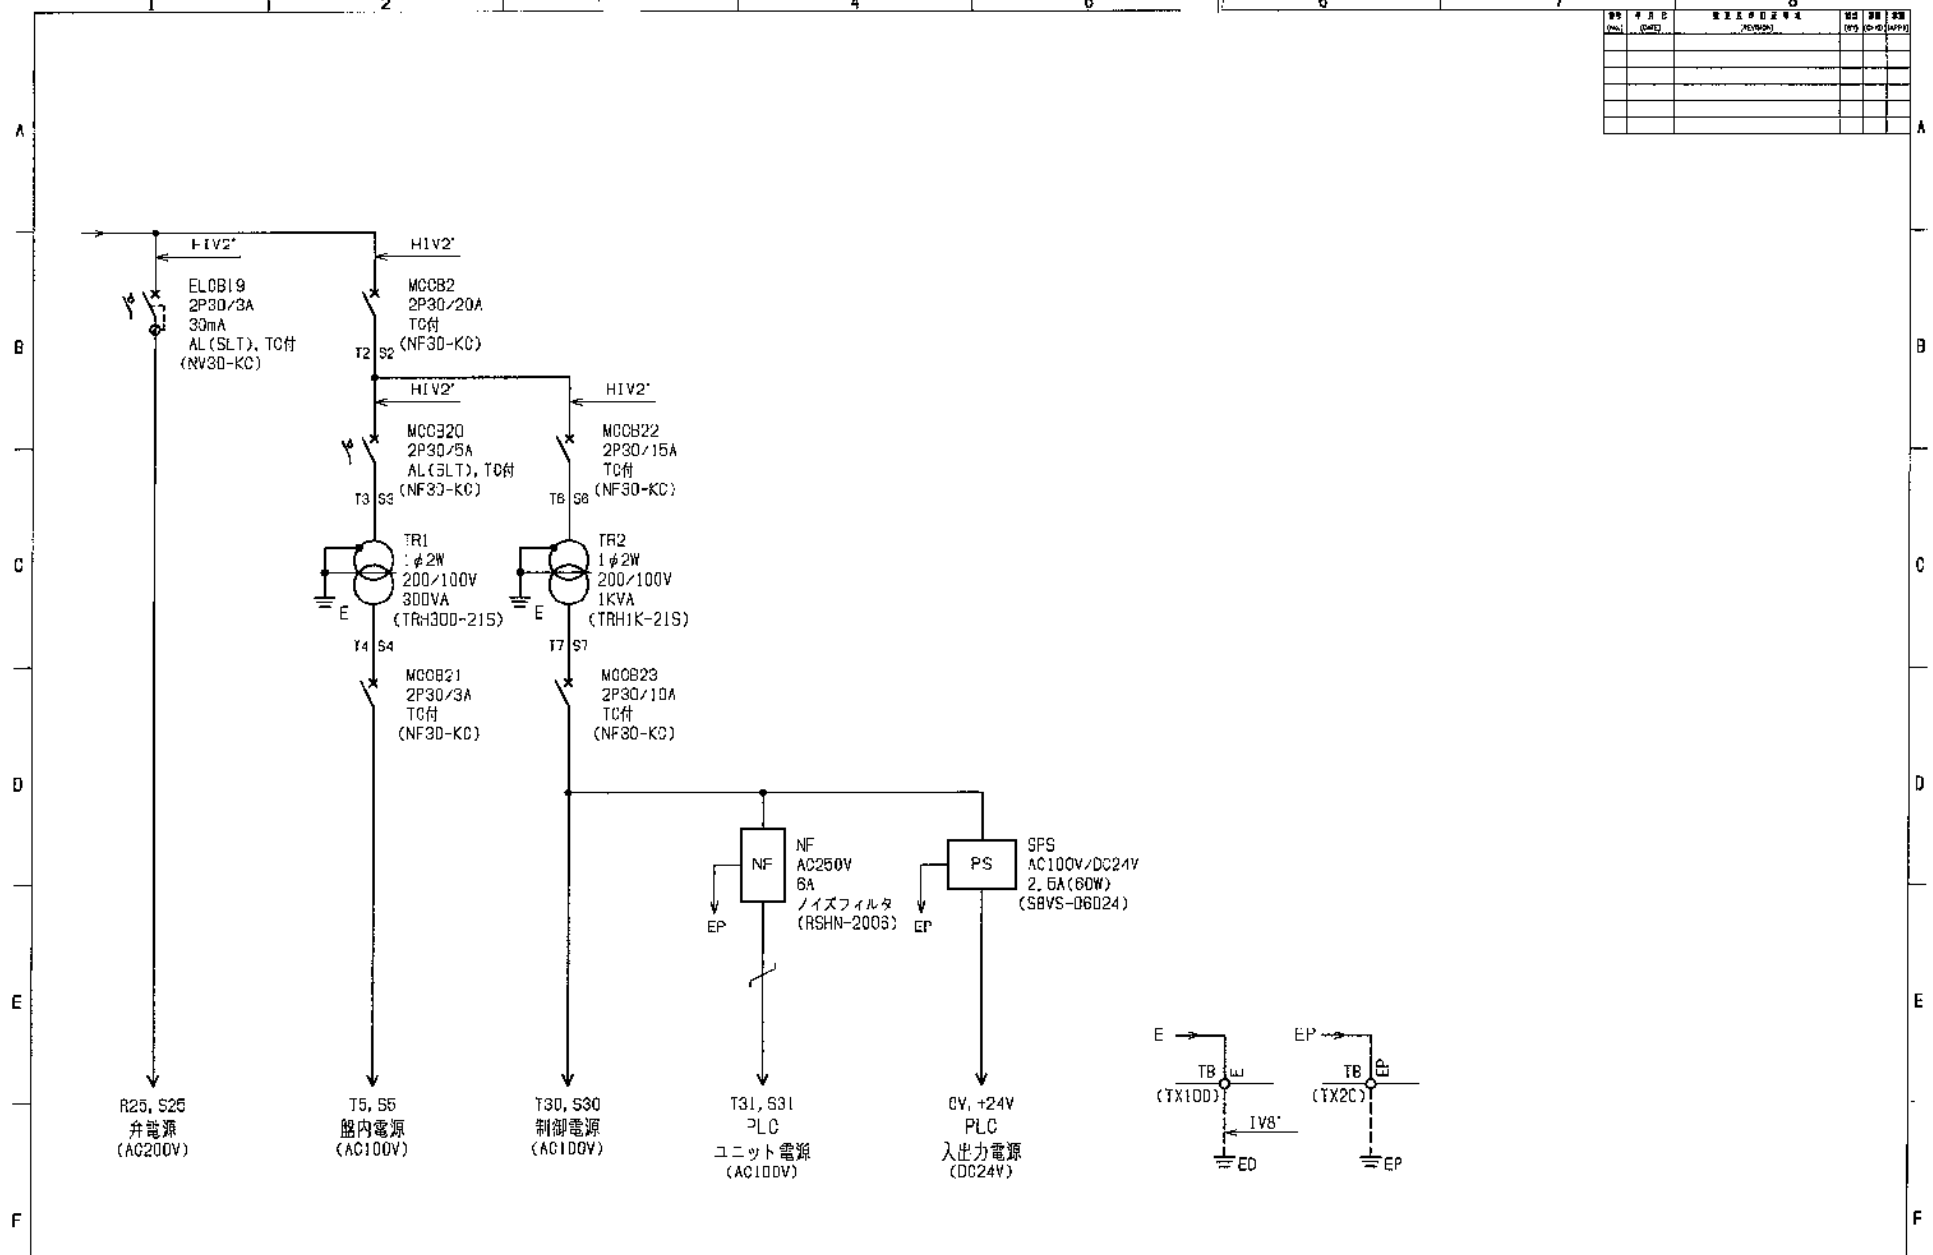 1 2 4 6 7 8
(No.) (DATE) (REVISION)
A A
B B
C C
D D
E E
F F
HIV2°
HIV2°
ELCB19
2P30/3A
30mA
AL(SLT), TC付
(NV30-KC)
MCCB2
2P30/20A
TC付
(NF30-KC)
T2 S2
HIV2°
HIV2°
MCCB20
2P30/5A
AL(SLT), TC付
(NF30-KC)
T3 S3
MCCB22
2P30/15A
TC付
(NF30-KC)
T6 S6
TR1
1φ2W
200/100V
300VA
(TRH300-21S)
E
TR2
1φ2W
200/100V
1KVA
(TRH1K-21S)
E
T4 S4
T7 S7
MCCB21
2P30/3A
TC付
(NF30-KC)
MCCB23
2P30/10A
TC付
(NF30-KC)
NF
NF
AC250V
6A
ノイズフィルタ
(RSHN-2006)
EP
PS
SPS
AC100V/DC24V
2.5A(60W)
(S8VS-06024)
EP
R25, S25
弁電源
(AC200V)
T5, S5
盤内電源
(AC100V)
T30, S30
制御電源
(AC100V)
T31, S31
PLC
ユニット電源
(AC100V)
0V, +24V
PLC
入出力電源
(DC24V)
E
TB E
(TX10D)
IV8°
ED
EP
TB EP
(TX2C)
EP